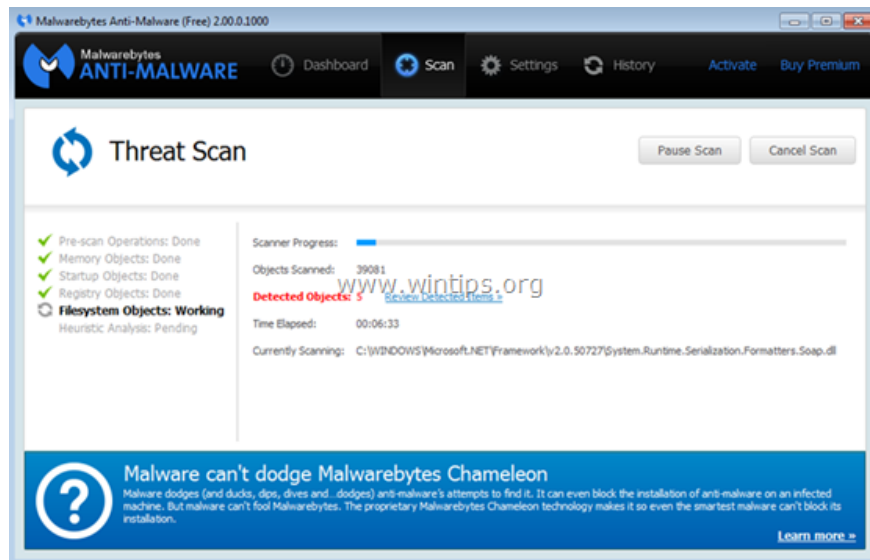 Malwarebytes Anti-Malware (Free) 2.00.0.1000
Malwarebytes
ANTI-MALWARE
Dashboard
Scan
Settings
History
Activate
Buy Premium
Threat Scan
Pause Scan
Cancel Scan
Pre-scan Operations: Done
Memory Objects: Done
Startup Objects: Done
Registry Objects: Done
Filesystem Objects: Working
Heuristic Analysis: Pending
Scanner Progress:
Objects Scanned: 39081
www.wintips.org
Detected Objects: 5 Review Detected Items »
Time Elapsed: 00:06:33
Currently Scanning: C:\WINDOWS\Microsoft.NET\Framework\v2.0.50727\System.Runtime.Serialization.Formatters.Soap.dll
?
Malware can't dodge Malwarebytes Chameleon
Malware dodges (and ducks, dips, dives and...dodges) anti-malware's attempts to find it. It can even block the installation of anti-malware on an infected
machine. But malware can't fool Malwarebytes. The proprietary Malwarebytes Chameleon technology makes it so even the smartest malware can't block its
installation.
Learn more »